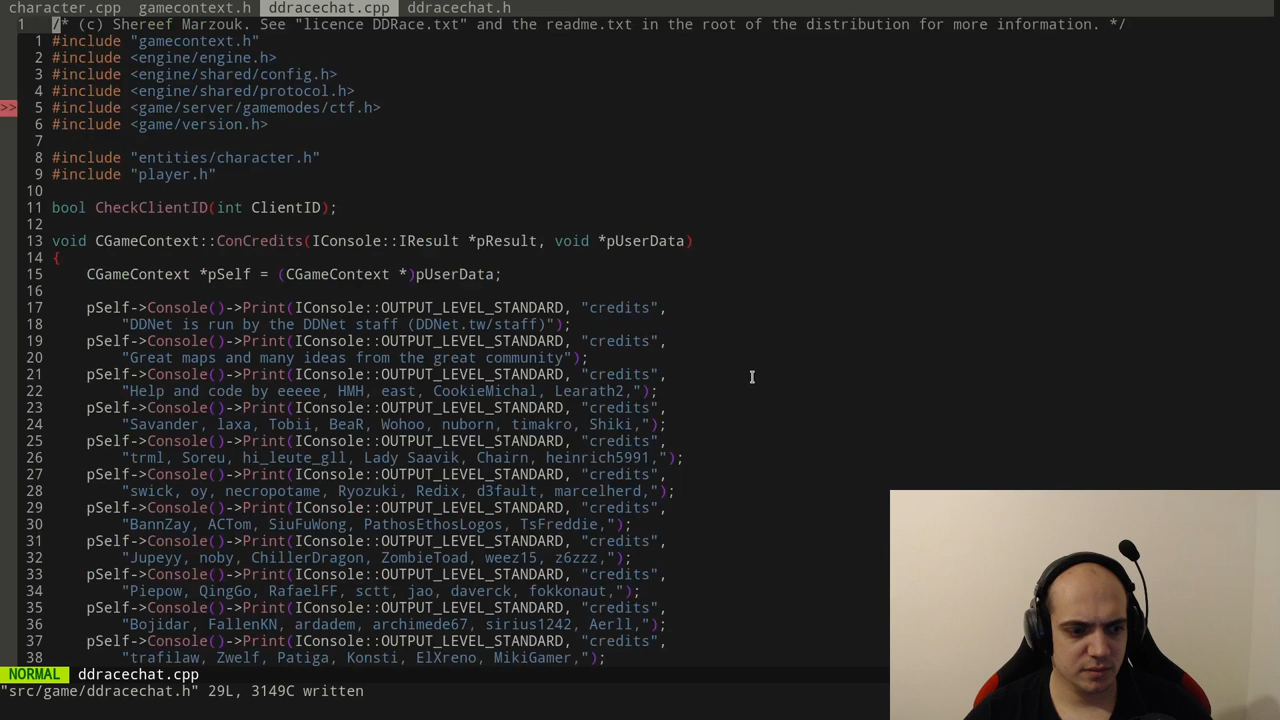 character.cpp  gamecontext.h  ddracechat.cpp  ddracechat.h
1 /* (c) Shereef Marzouk. See "licence DDRace.txt" and the readme.txt in the root of the distribution for more information. */
1 #include "gamecontext.h"
2 #include <engine/engine.h>
3 #include <engine/shared/config.h>
4 #include <engine/shared/protocol.h>
>> 5 #include <game/server/gamemodes/ctf.h>
6 #include <game/version.h>
7
8 #include "entities/character.h"
9 #include "player.h"
10
11 bool CheckClientID(int ClientID);
12
13 void CGameContext::ConCredits(IConsole::IResult *pResult, void *pUserData)
14 {
15     CGameContext *pSelf = (CGameContext *)pUserData;
16
17     pSelf->Console()->Print(IConsole::OUTPUT_LEVEL_STANDARD, "credits",
18         "DDNet is run by the DDNet staff (DDNet.tw/staff)");
19     pSelf->Console()->Print(IConsole::OUTPUT_LEVEL_STANDARD, "credits",
20         "Great maps and many ideas from the great community");
21     pSelf->Console()->Print(IConsole::OUTPUT_LEVEL_STANDARD, "credits",
22         "Help and code by eeeee, HMH, east, CookieMichal, Learath2,");
23     pSelf->Console()->Print(IConsole::OUTPUT_LEVEL_STANDARD, "credits",
24         "Savander, laxa, Tobii, BeaR, Wohoo, nuborn, timakro, Shiki,");
25     pSelf->Console()->Print(IConsole::OUTPUT_LEVEL_STANDARD, "credits",
26         "trml, Soreu, hi_leute_gll, Lady Saavik, Chairn, heinrich5991,");
27     pSelf->Console()->Print(IConsole::OUTPUT_LEVEL_STANDARD, "credits",
28         "swick, oy, necropotame, Ryozuki, Redix, d3fault, marcelherd,");
29     pSelf->Console()->Print(IConsole::OUTPUT_LEVEL_STANDARD, "credits",
30         "BannZay, ACTom, SiuFuWong, PathosEthosLogos, TsFreddie,");
31     pSelf->Console()->Print(IConsole::OUTPUT_LEVEL_STANDARD, "credits",
32         "Jupeyy, noby, ChillerDragon, ZombieToad, weez15, z6zzz,");
33     pSelf->Console()->Print(IConsole::OUTPUT_LEVEL_STANDARD, "credits",
34         "Piepow, QingGo, RafaelFF, sctt, jao, daverck, fokkonaut,");
35     pSelf->Console()->Print(IConsole::OUTPUT_LEVEL_STANDARD, "credits",
36         "Bojidar, FallenKN, ardadem, archimede67, sirius1242, Aerll,");
37     pSelf->Console()->Print(IConsole::OUTPUT_LEVEL_STANDARD, "credits",
38         "trafilaw, Zwelf, Patiga, Konsti, ElXreno, MikiGamer,");
NORMAL  ddracechat.cpp
"src/game/ddracechat.h" 29L, 3149C written